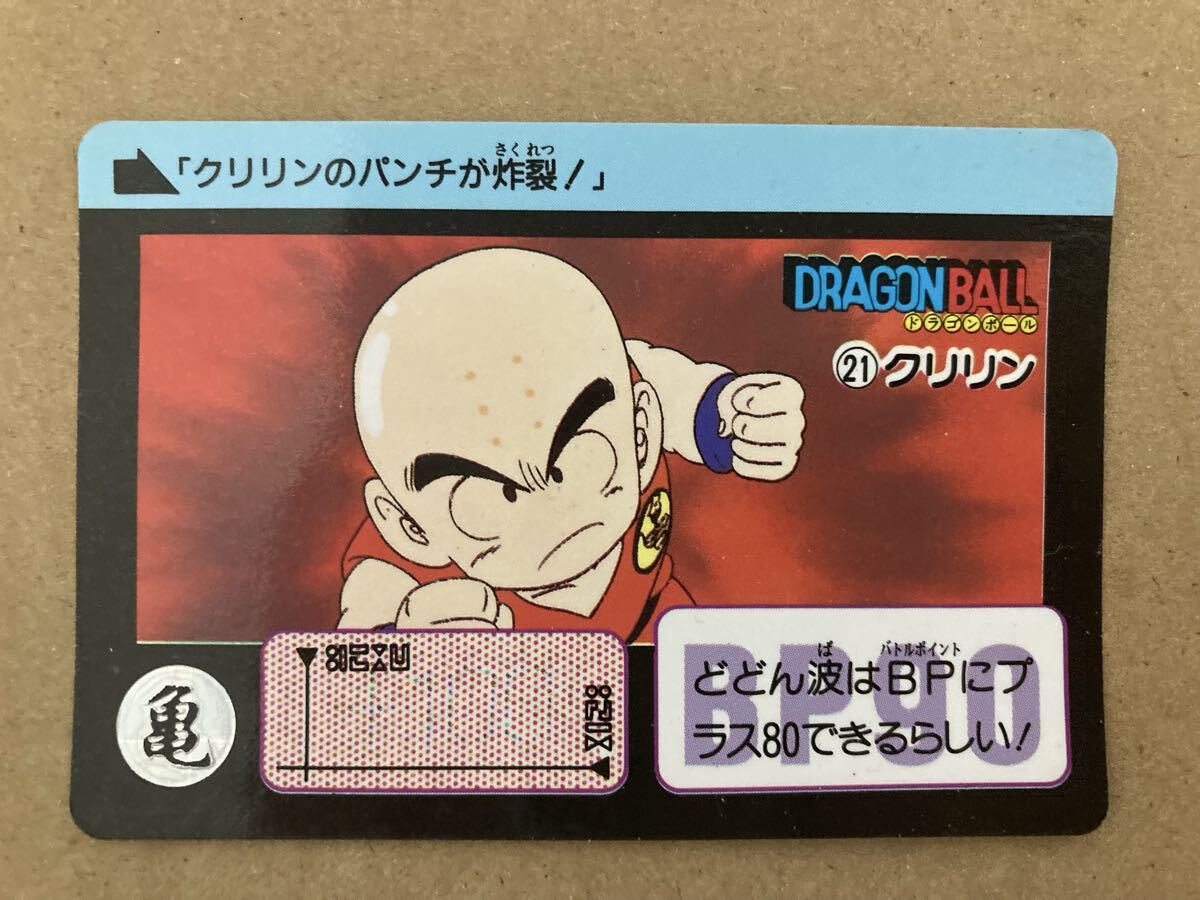 「クリリンのパンチが炸裂！」
さくれつ
DRAGON BALL
ドラゴンボール
21 クリリン
亀
BP90
ば バトルポイント
どどん波はBPにプ
ラス80できるらしい！